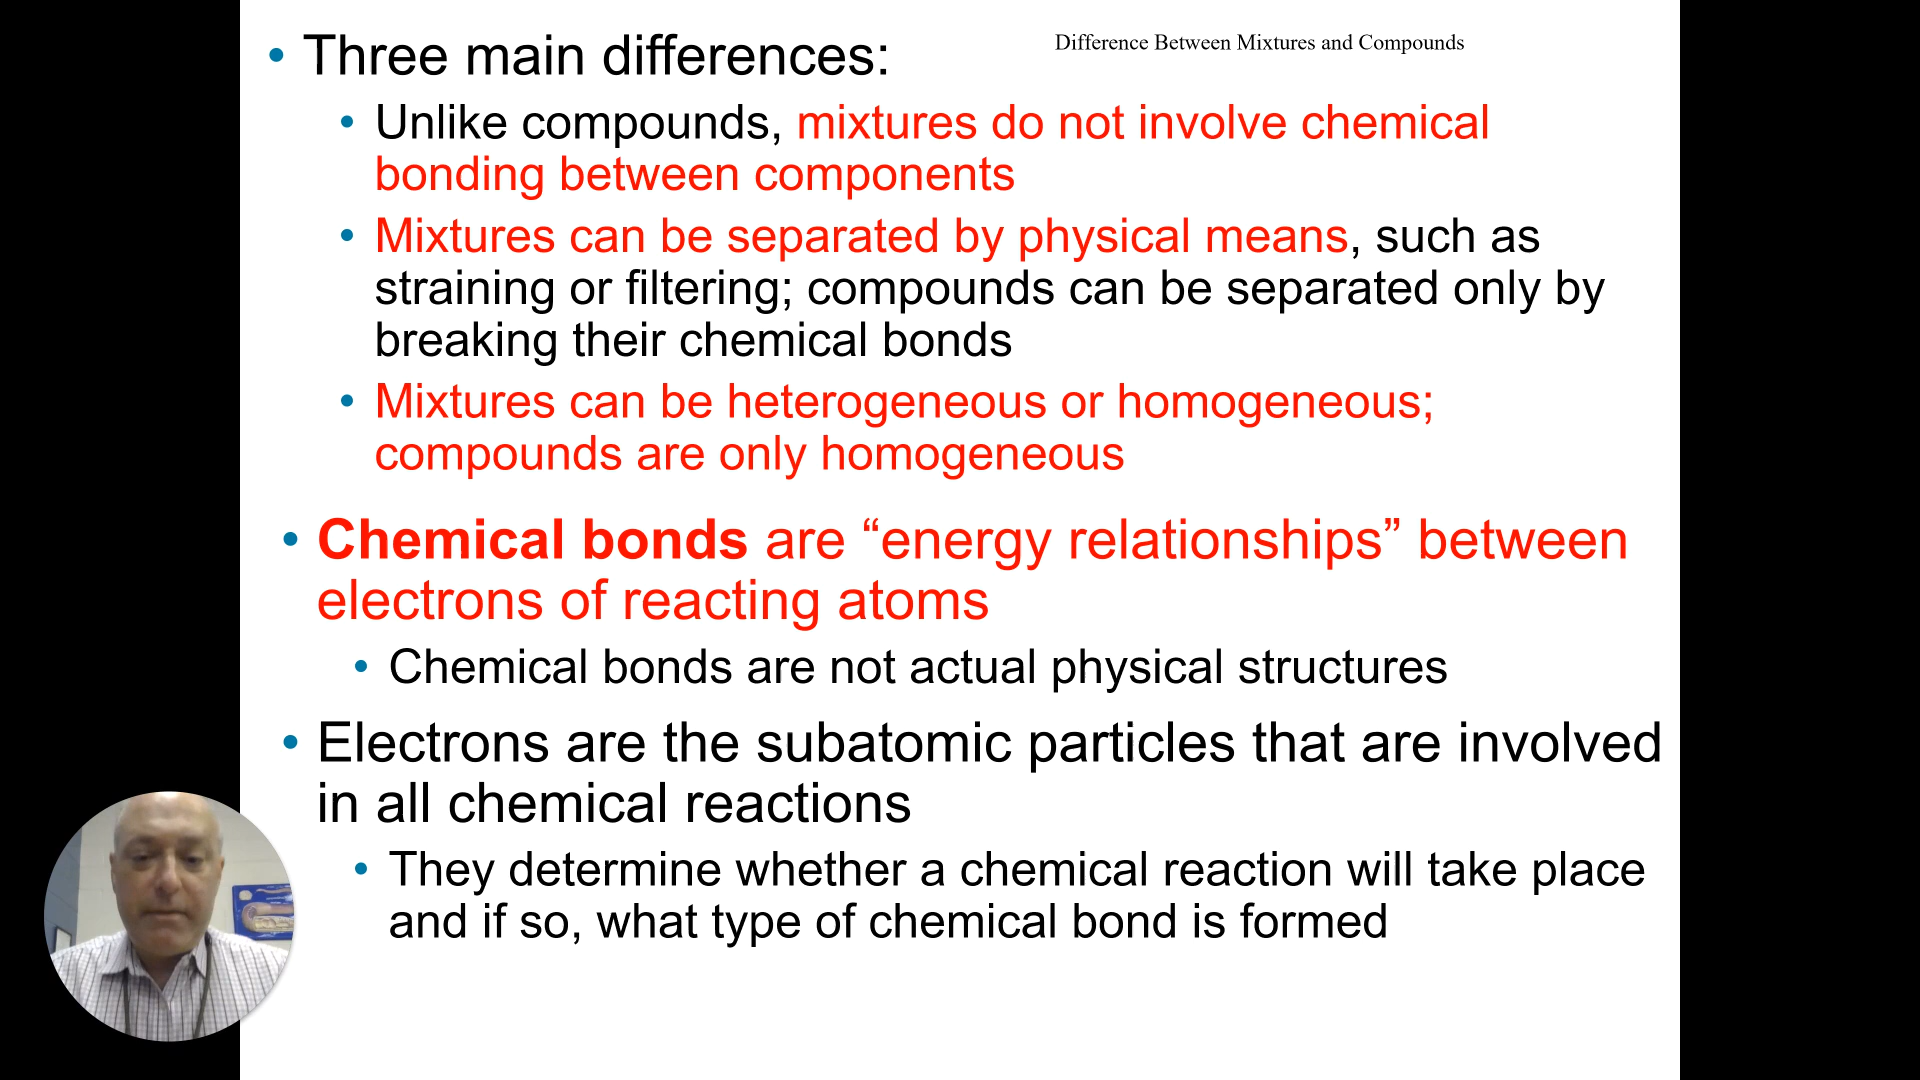 Difference Between Mixtures and Compounds
• Three main differences:
• Unlike compounds, mixtures do not involve chemical
bonding between components
• Mixtures can be separated by physical means, such as
straining or filtering; compounds can be separated only by
breaking their chemical bonds
• Mixtures can be heterogeneous or homogeneous;
compounds are only homogeneous
• Chemical bonds are “energy relationships” between
electrons of reacting atoms
• Chemical bonds are not actual physical structures
• Electrons are the subatomic particles that are involved
in all chemical reactions
• They determine whether a chemical reaction will take place
and if so, what type of chemical bond is formed